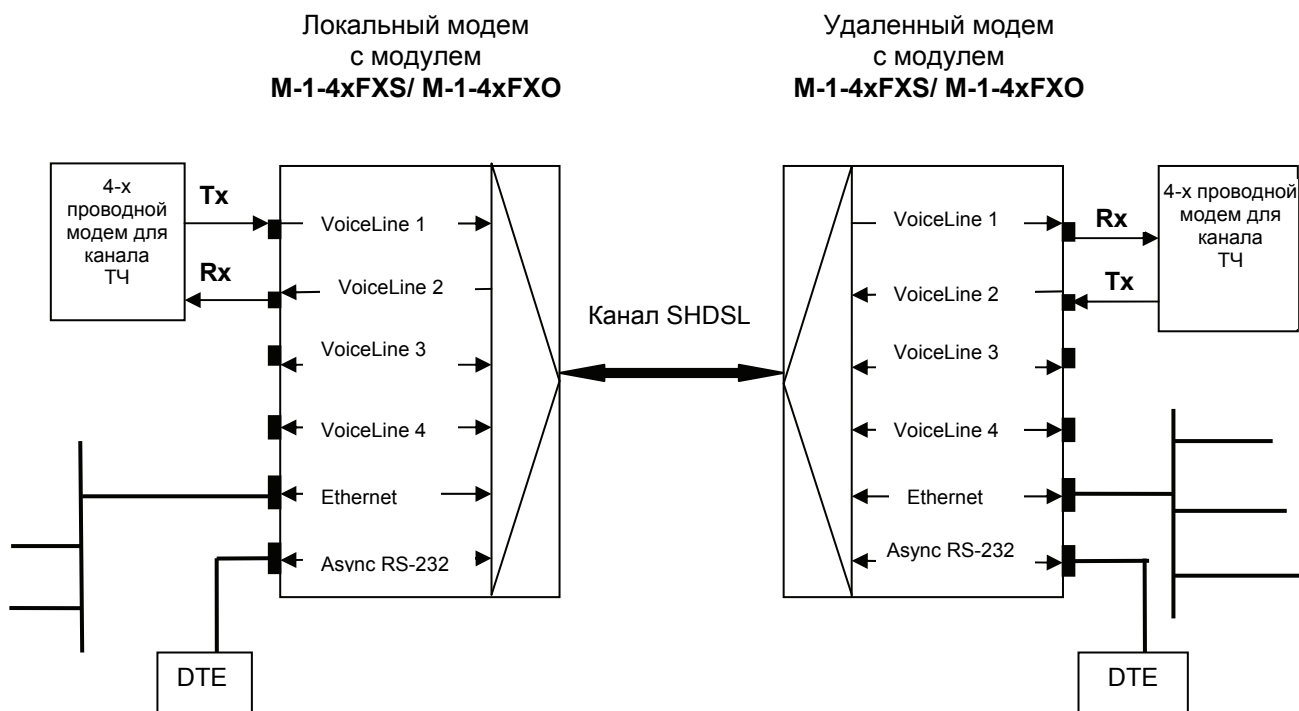 Локальный модем
с модулем
M-1-4xFXS/ M-1-4xFXO
Удаленный модем
с модулем
M-1-4xFXS/ M-1-4xFXO
4-х
проводной
модем для
канала
ТЧ
Tx
Rx
VoiceLine 1
VoiceLine 2
VoiceLine 3
VoiceLine 4
Ethernet
Async RS-232
DTE
Канал SHDSL
VoiceLine 1
VoiceLine 2
VoiceLine 3
VoiceLine 4
Ethernet
Async RS-232
Rx
Tx
4-х проводной
модем для
канала
ТЧ
DTE